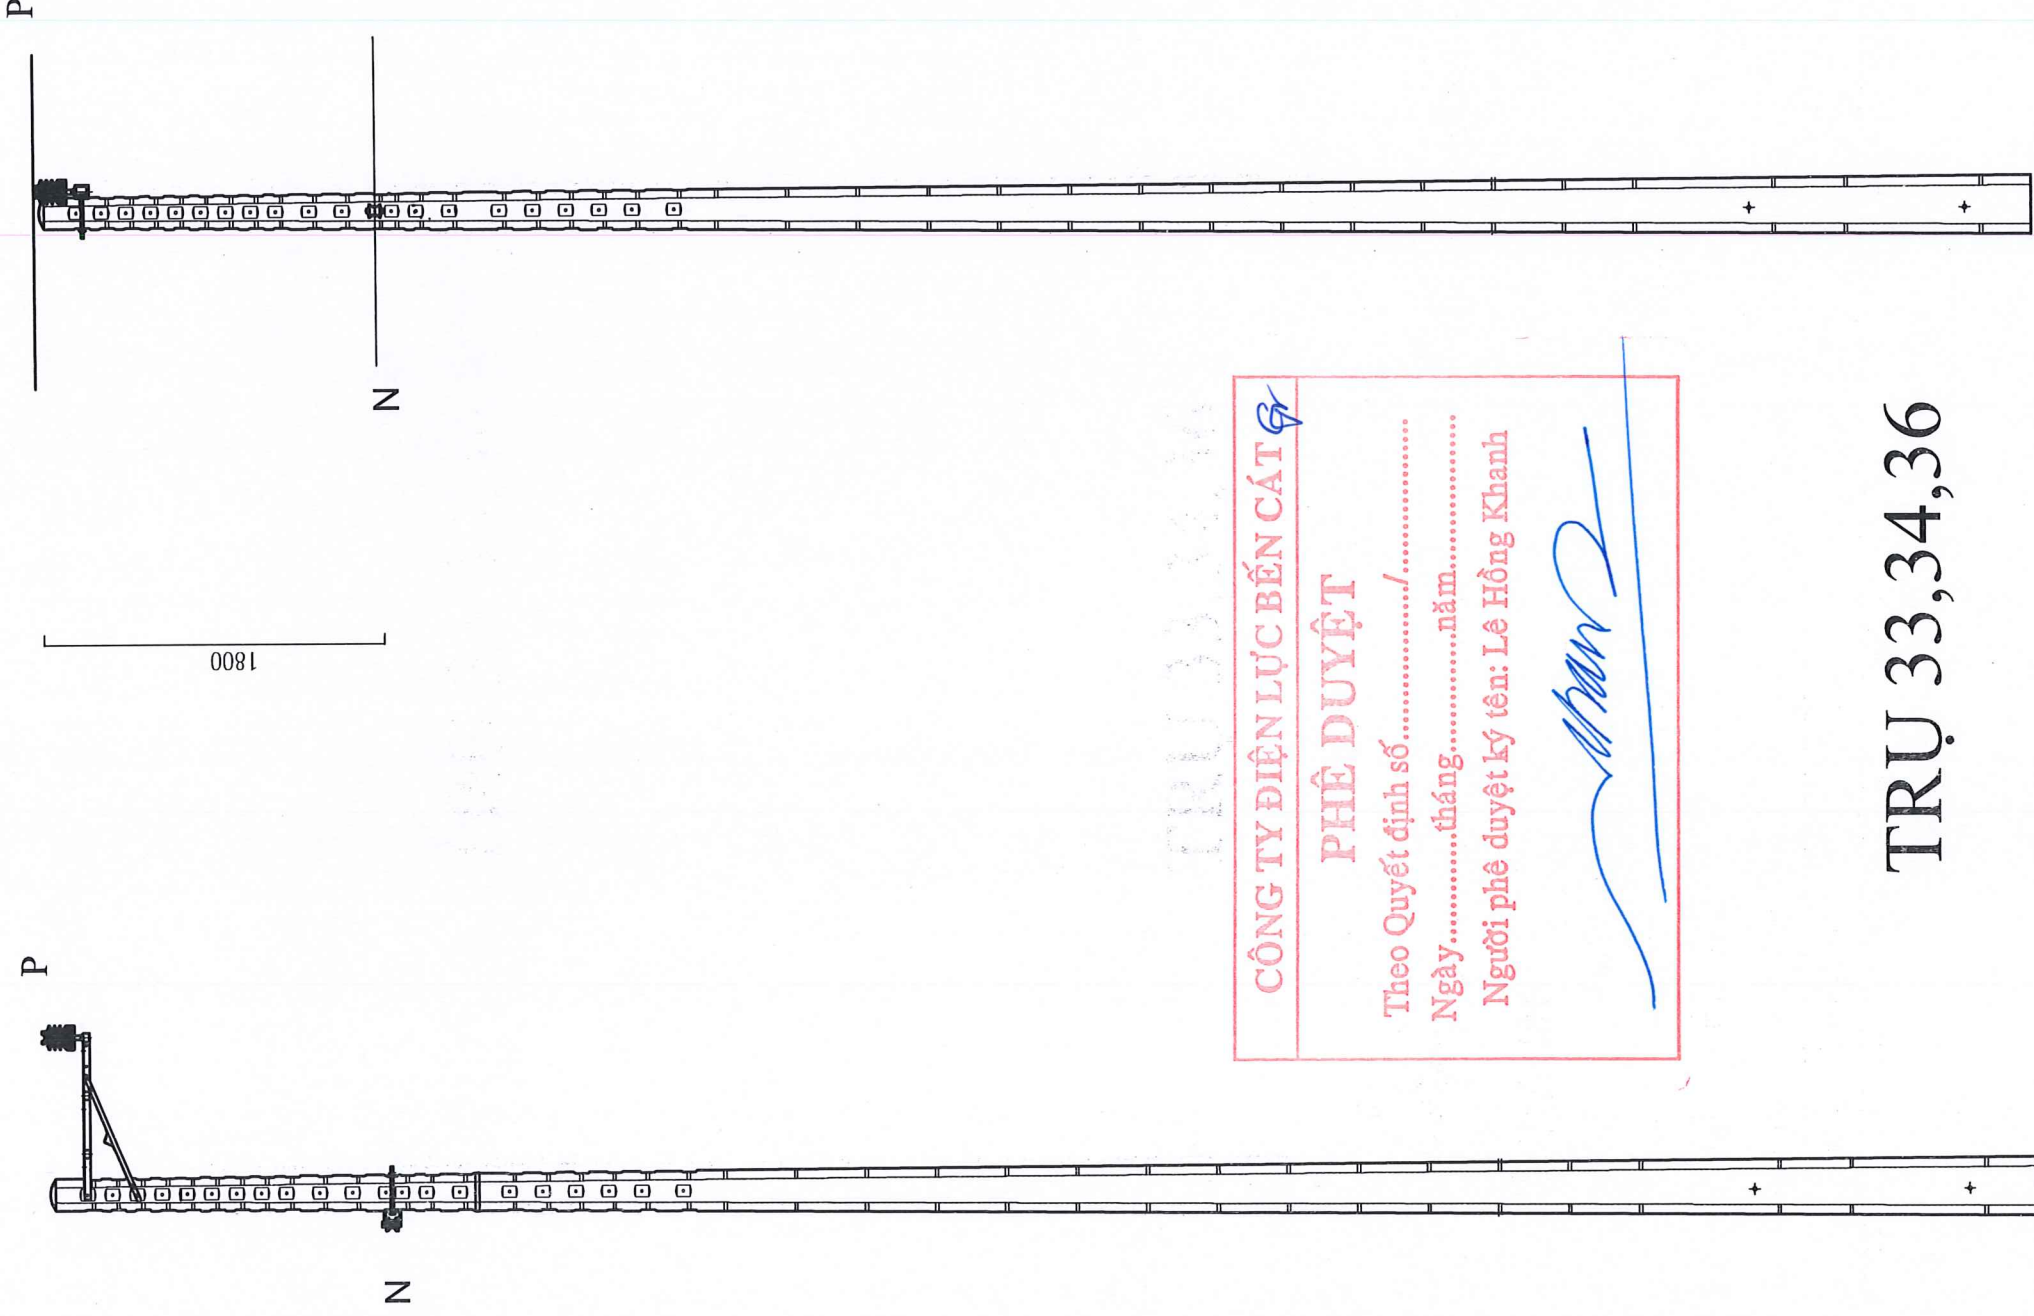 P
N
1800
P
N
CÔNG TY ĐIỆN LỰC BẾN CÁT
PHÊ DUYỆT
Theo Quyết định số..................../....................
Ngày..............tháng..............năm....................
Người phê duyệt ký tên: Lê Hồng Khanh
TRỤ 33,34,36